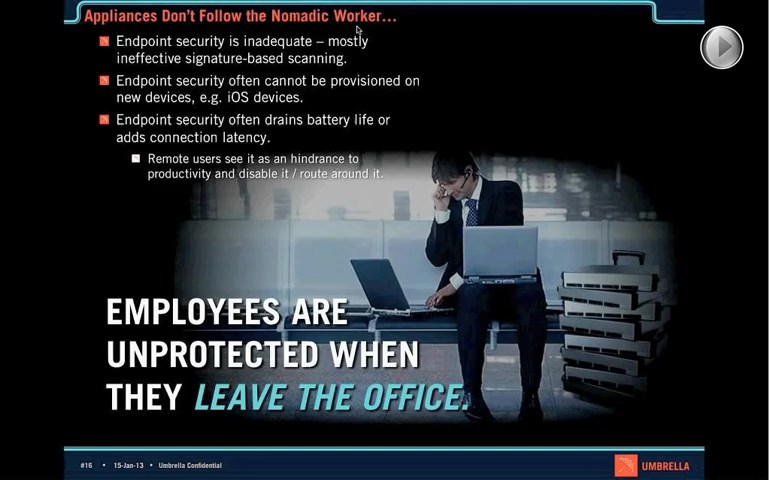 Appliances Don't Follow the Nomadic Worker...
Endpoint security is inadequate – mostly
ineffective signature-based scanning.
Endpoint security often cannot be provisioned on
new devices, e.g. iOS devices.
Endpoint security often drains battery life or
adds connection latency.
Remote users see it as an hindrance to
productivity and disable it / route around it.
EMPLOYEES ARE
UNPROTECTED WHEN
THEY LEAVE THE OFFICE.
#16 • 15-Jan-13 • Umbrella Confidential
UMBRELLA